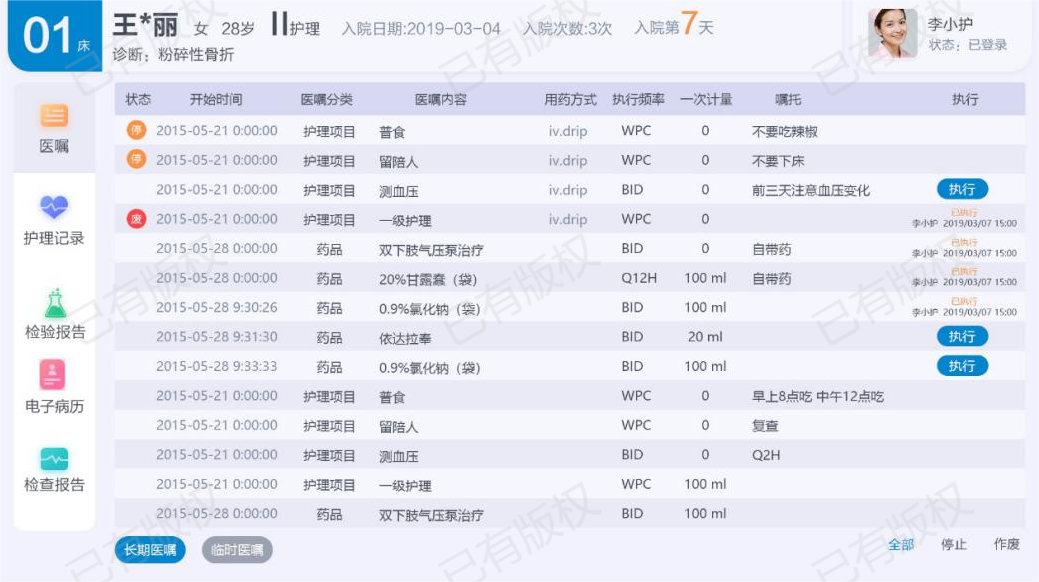 01床 王*丽 女 28岁 II护理 入院日期:2019-03-04 入院次数:3次 入院第7天 李小护
诊断：粉碎性骨折 状态：已登录
医嘱
护理记录
检验报告
电子病历
检查报告
状态 开始时间 医嘱分类 医嘱内容 用药方式 执行频率 一次计量 嘱托 执行
停 2015-05-21 0:00:00 护理项目 普食 iv.drip WPC 0 不要吃辣椒
停 2015-05-21 0:00:00 护理项目 留陪人 iv.drip WPC 0 不要下床
2015-05-21 0:00:00 护理项目 测血压 iv.drip BID 0 前三天注意血压变化 执行
废 2015-05-21 0:00:00 护理项目 一级护理 iv.drip WPC 0 已执行 李小护 2019/03/07 15:00
2015-05-28 0:00:00 药品 双下肢气压泵治疗 BID 0 自带药 已执行 李小护 2019/03/07 15:00
2015-05-28 0:00:00 药品 20%甘露蠢（袋） Q12H 100 ml 自带药 已执行 李小护 2019/03/07 15:00
2015-05-28 9:30:26 药品 0.9%氯化钠（袋） BID 100 ml 已执行 李小护 2019/03/07 15:00
2015-05-28 9:31:30 药品 依达拉奉 BID 20 ml 执行
2015-05-28 9:33:33 药品 0.9%氯化钠（袋） BID 100 ml 执行
2015-05-21 0:00:00 护理项目 普食 WPC 0 早上8点吃 中午12点吃
2015-05-21 0:00:00 护理项目 留陪人 WPC 0 复查
2015-05-21 0:00:00 护理项目 测血压 BID 0 Q2H
2015-05-21 0:00:00 护理项目 一级护理 WPC 100 ml
2015-05-28 0:00:00 药品 双下肢气压泵治疗 BID 100 ml
长期医嘱 临时医嘱 全部 停止 作废
已有版权